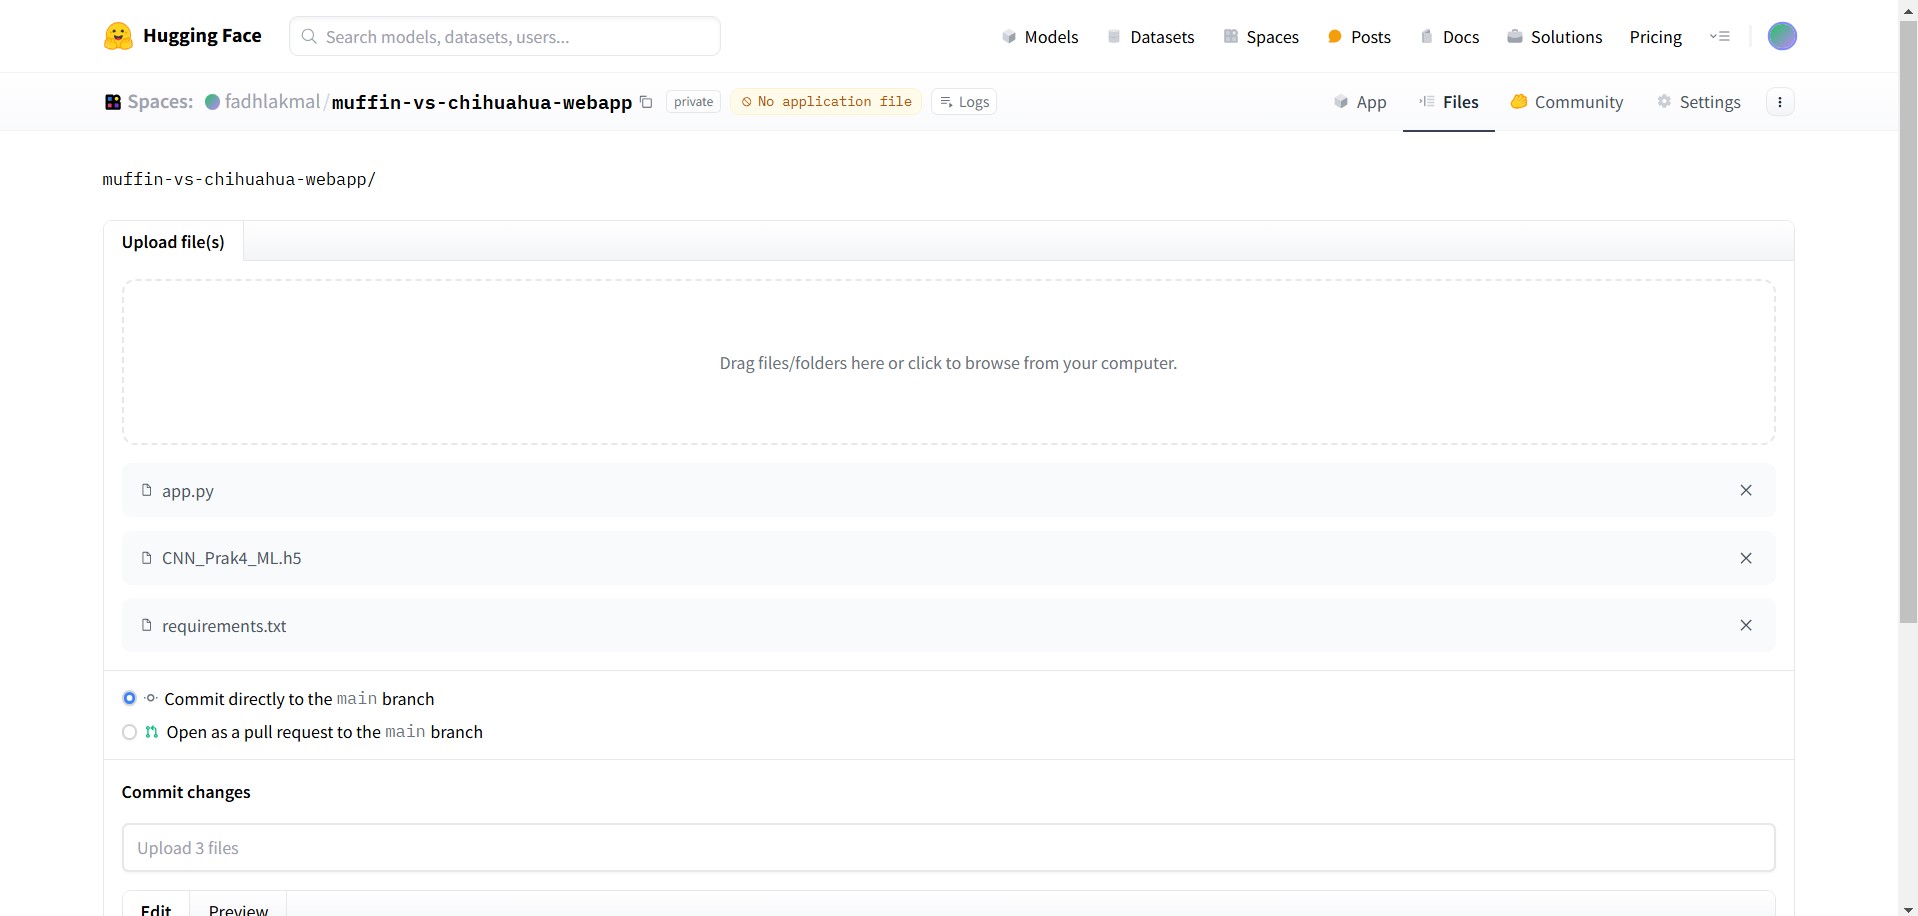 Hugging Face
Search models, datasets, users...
Models
Datasets
Spaces
Posts
Docs
Solutions
Pricing
Spaces:
fadhlakmal/muffin-vs-chihuahua-webapp
private
No application file
Logs
App
Files
Community
Settings
muffin-vs-chihuahua-webapp/
Upload file(s)
Drag files/folders here or click to browse from your computer.
app.py
CNN_Prak4_ML.h5
requirements.txt
Commit directly to the main branch
Open as a pull request to the main branch
Commit changes
Upload 3 files
Edit
Preview